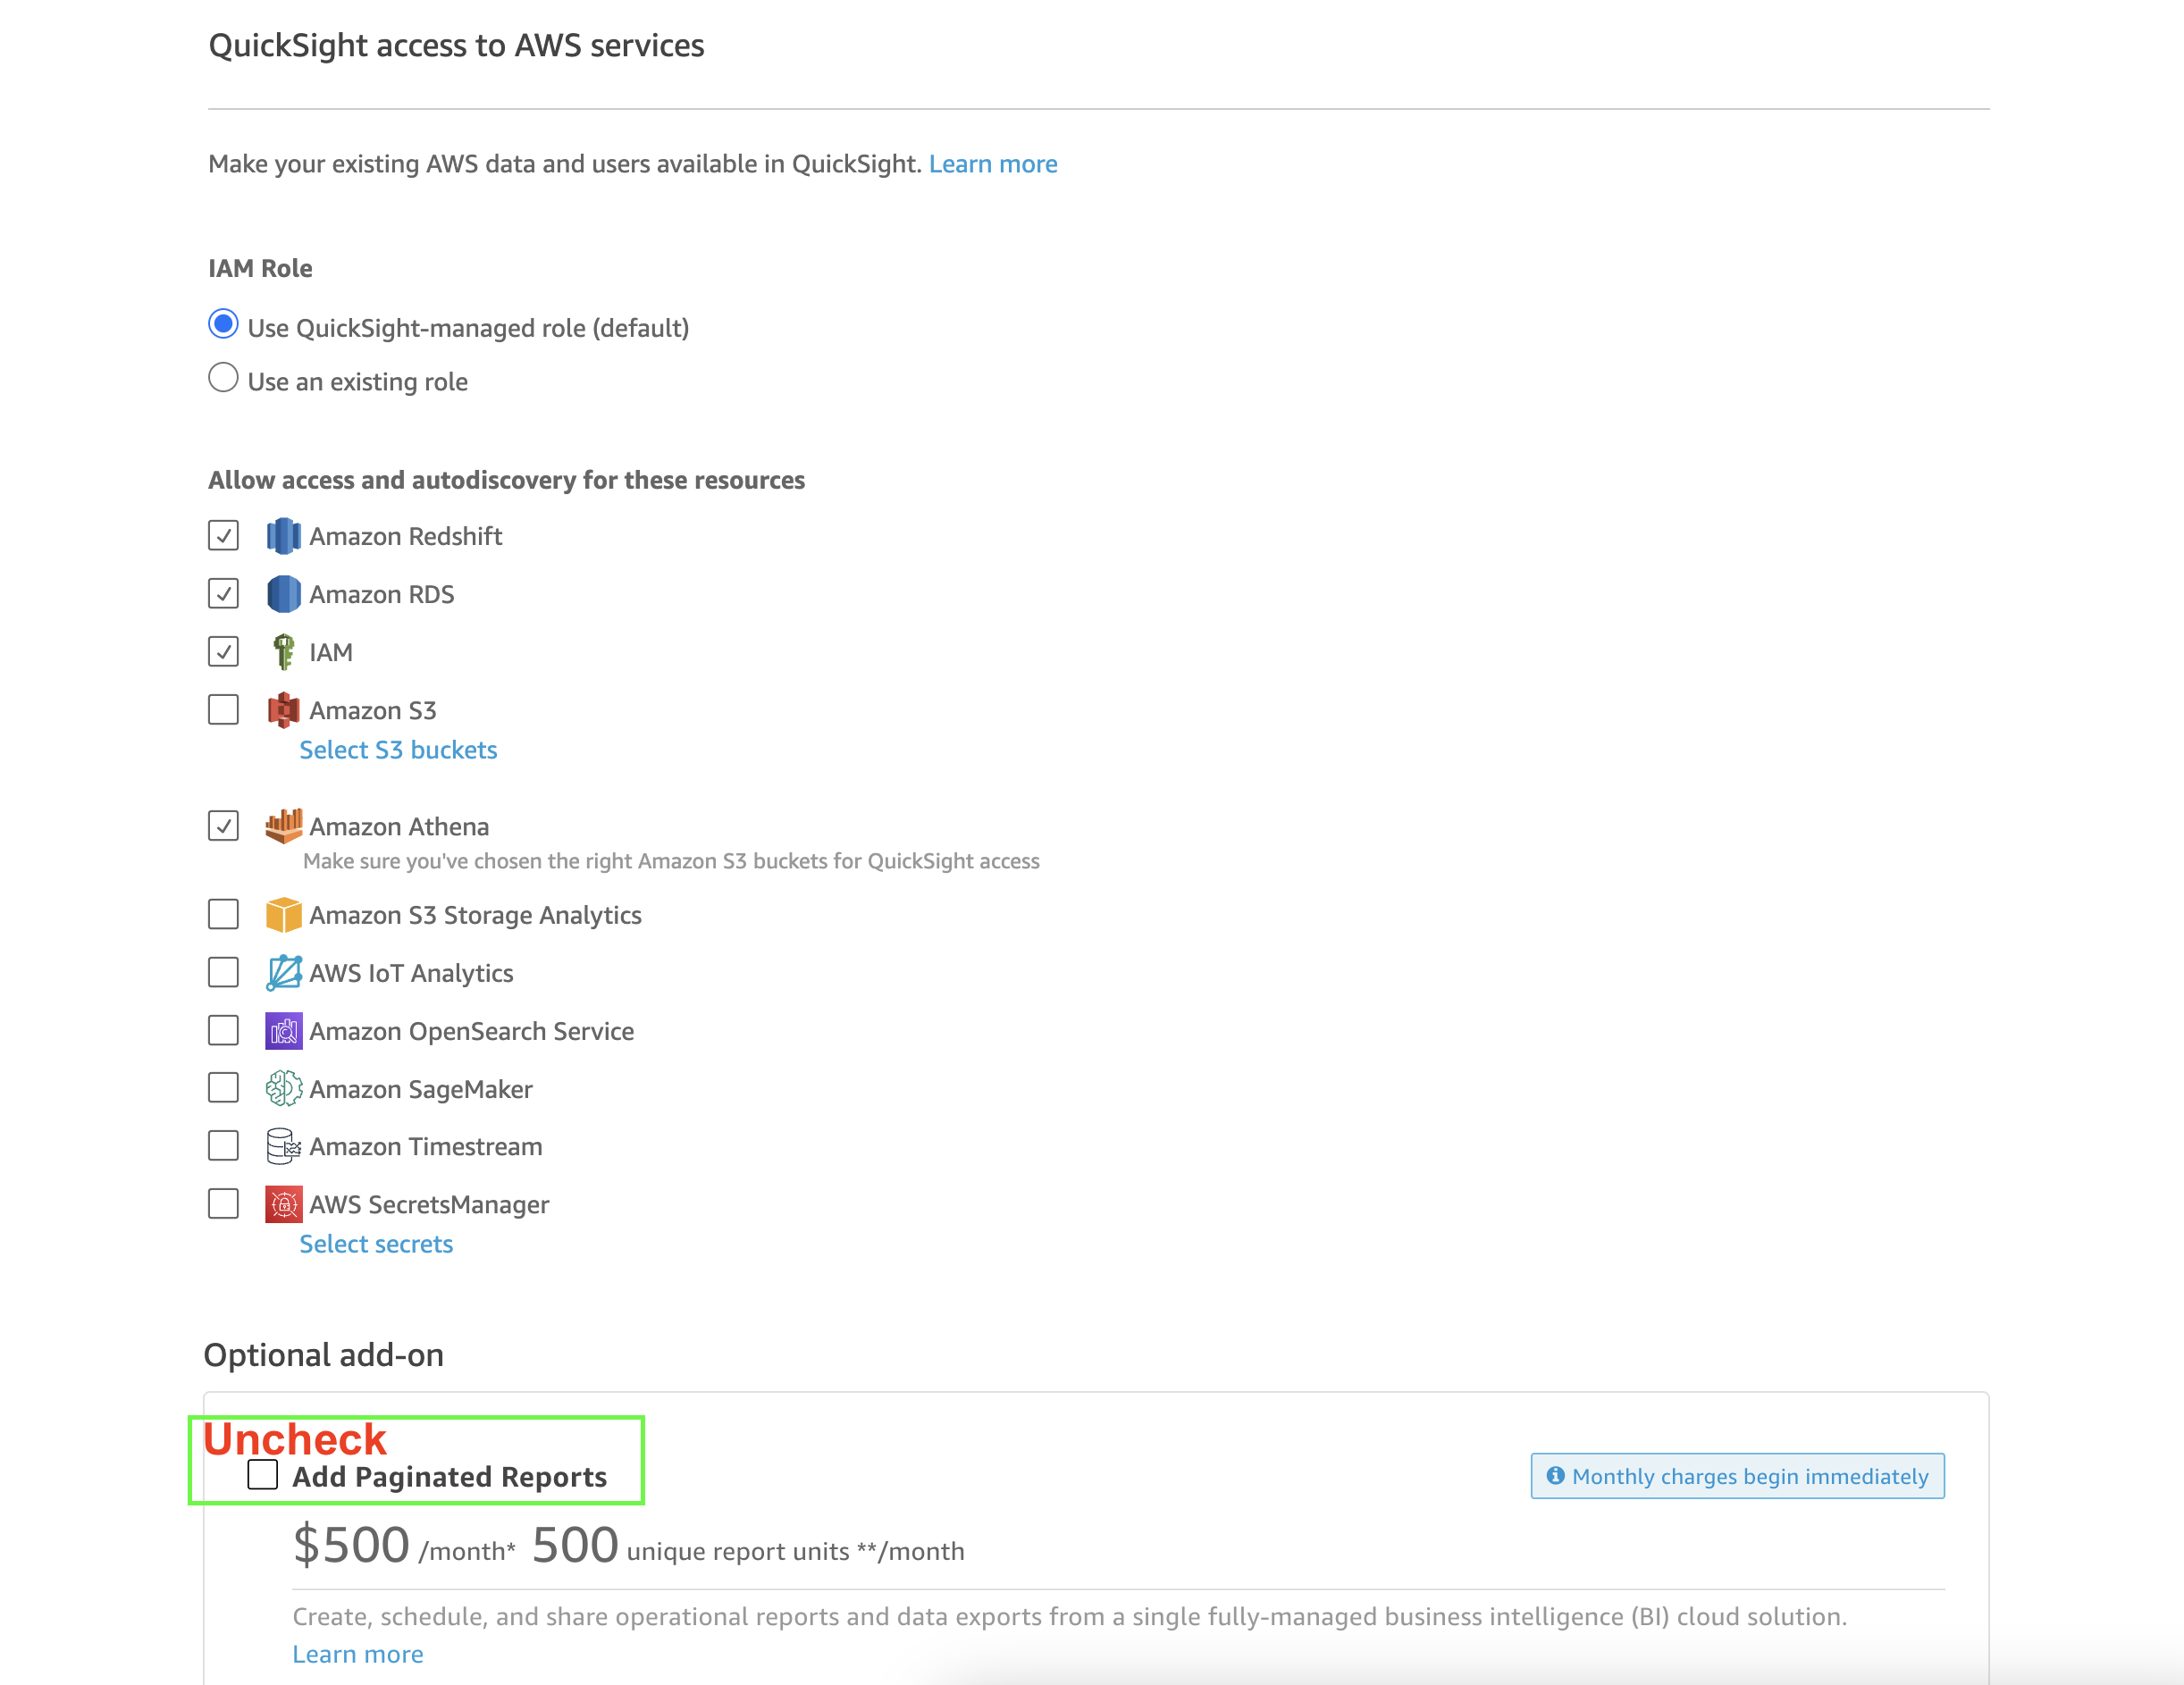 QuickSight access to AWS services
Make your existing AWS data and users available in QuickSight. Learn more
IAM Role
Use QuickSight-managed role (default)
Use an existing role
Allow access and autodiscovery for these resources
Amazon Redshift
Amazon RDS
IAM
Amazon S3
Select S3 buckets
Amazon Athena
Make sure you've chosen the right Amazon S3 buckets for QuickSight access
Amazon S3 Storage Analytics
AWS IoT Analytics
Amazon OpenSearch Service
Amazon SageMaker
Amazon Timestream
AWS SecretsManager
Select secrets
Optional add-on
Uncheck
Add Paginated Reports
Monthly charges begin immediately
$500 /month* 500 unique report units **/month
Create, schedule, and share operational reports and data exports from a single fully-managed business intelligence (BI) cloud solution.
Learn more